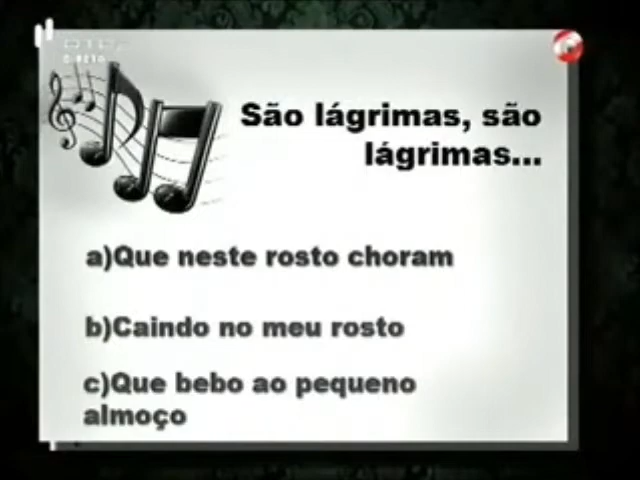 São lágrimas, são
lágrimas...
a)Que neste rosto choram
b)Caindo no meu rosto
c)Que bebo ao pequeno
almoço